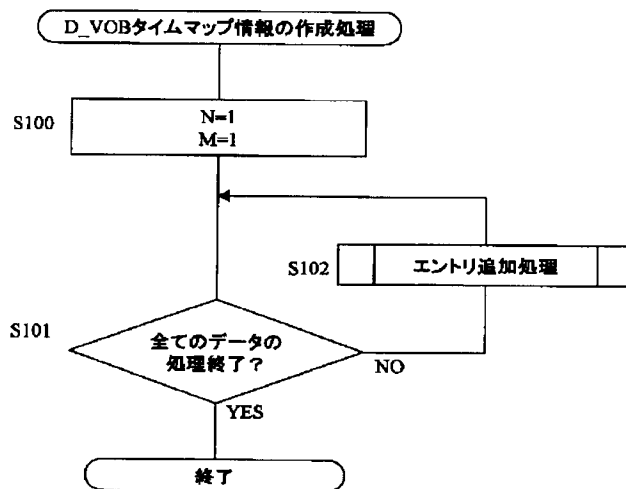 D_VOBタイムマップ情報の作成処理
S100
N=1
M=1
S102
エントリ追加処理
S101
全てのデータの
処理終了？
NO
YES
終了